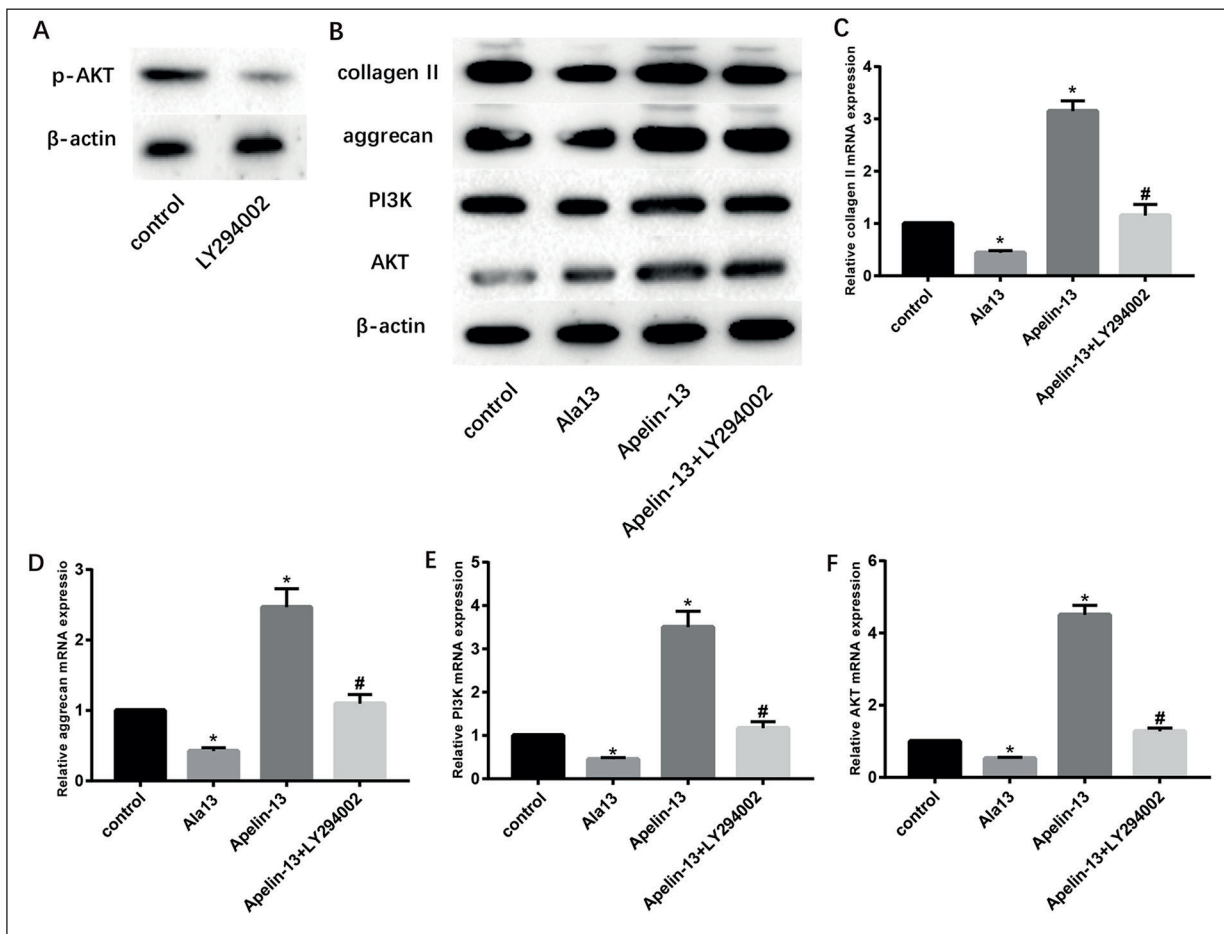 A
p-AKT
β-actin
control
LY294002
B
collagen II
aggrecan
PI3K
AKT
β-actin
control
Ala13
Apelin-13
Apelin-13+LY294002
C
Relative collagen II mRNA expression
4
3
2
1
0
*
*
#
control
Ala13
Apelin-13
Apelin-13+LY294002
D
Relative aggrecan mRNA expressio
3
2
1
0
*
*
#
control
Ala13
Apelin-13
Apelin-13+LY294002
E
Relative PI3K mRNA expression
5
4
3
2
1
0
*
*
#
control
Ala13
Apelin-13
Apelin-13+LY294002
F
Relative AKT mRNA expression
6
4
2
0
*
*
#
control
Ala13
Apelin-13
Apelin-13+LY294002